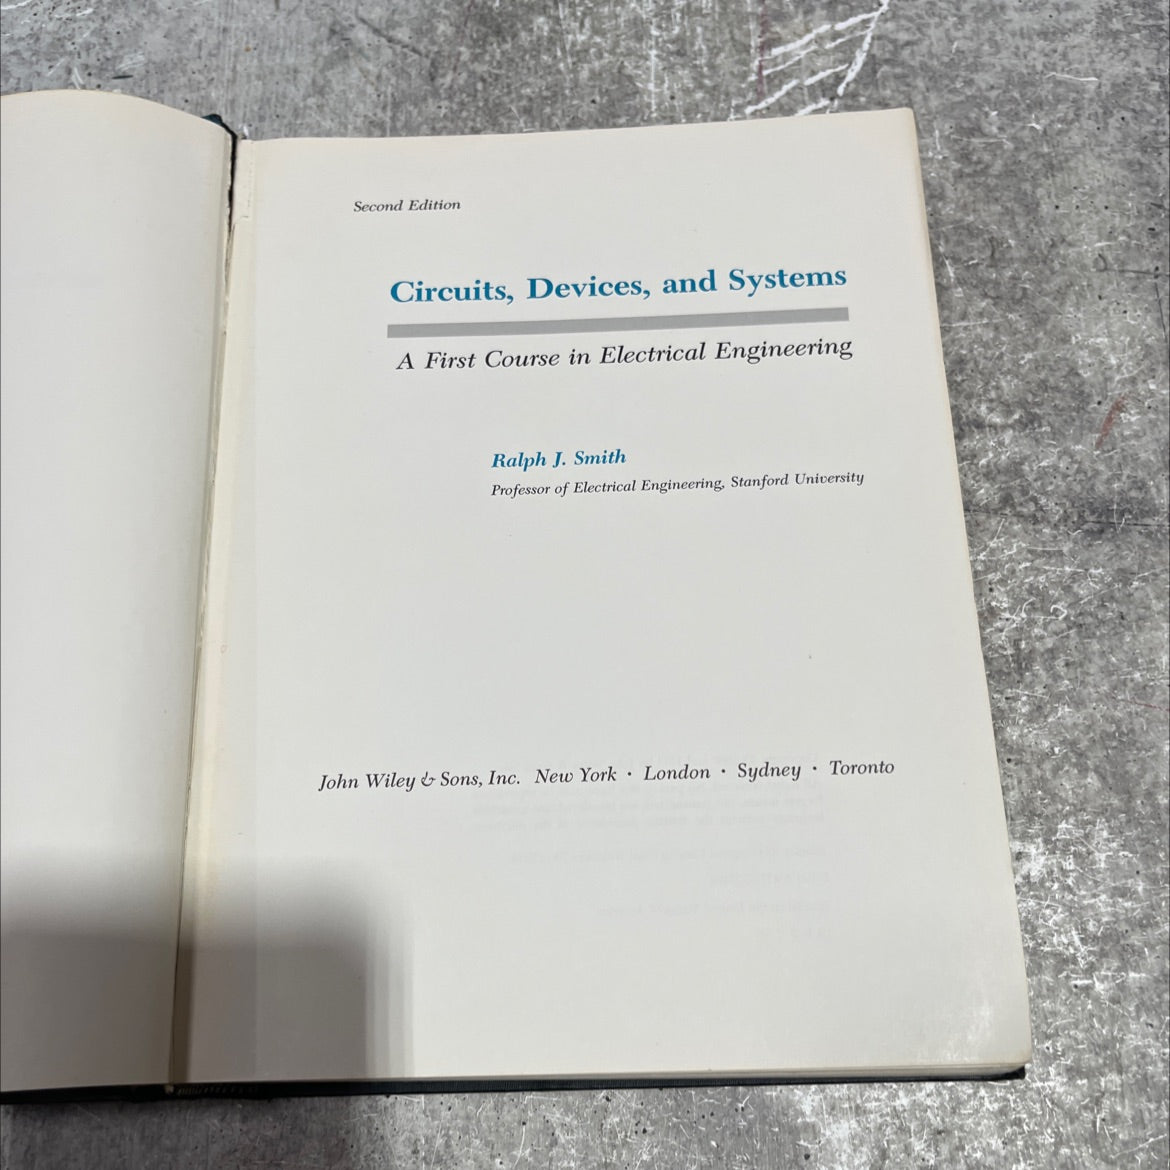 Second Edition
Circuits, Devices, and Systems
A First Course in Electrical Engineering
Ralph J. Smith
Professor of Electrical Engineering, Stanford University
John Wiley & Sons, Inc. New York · London · Sydney · Toronto